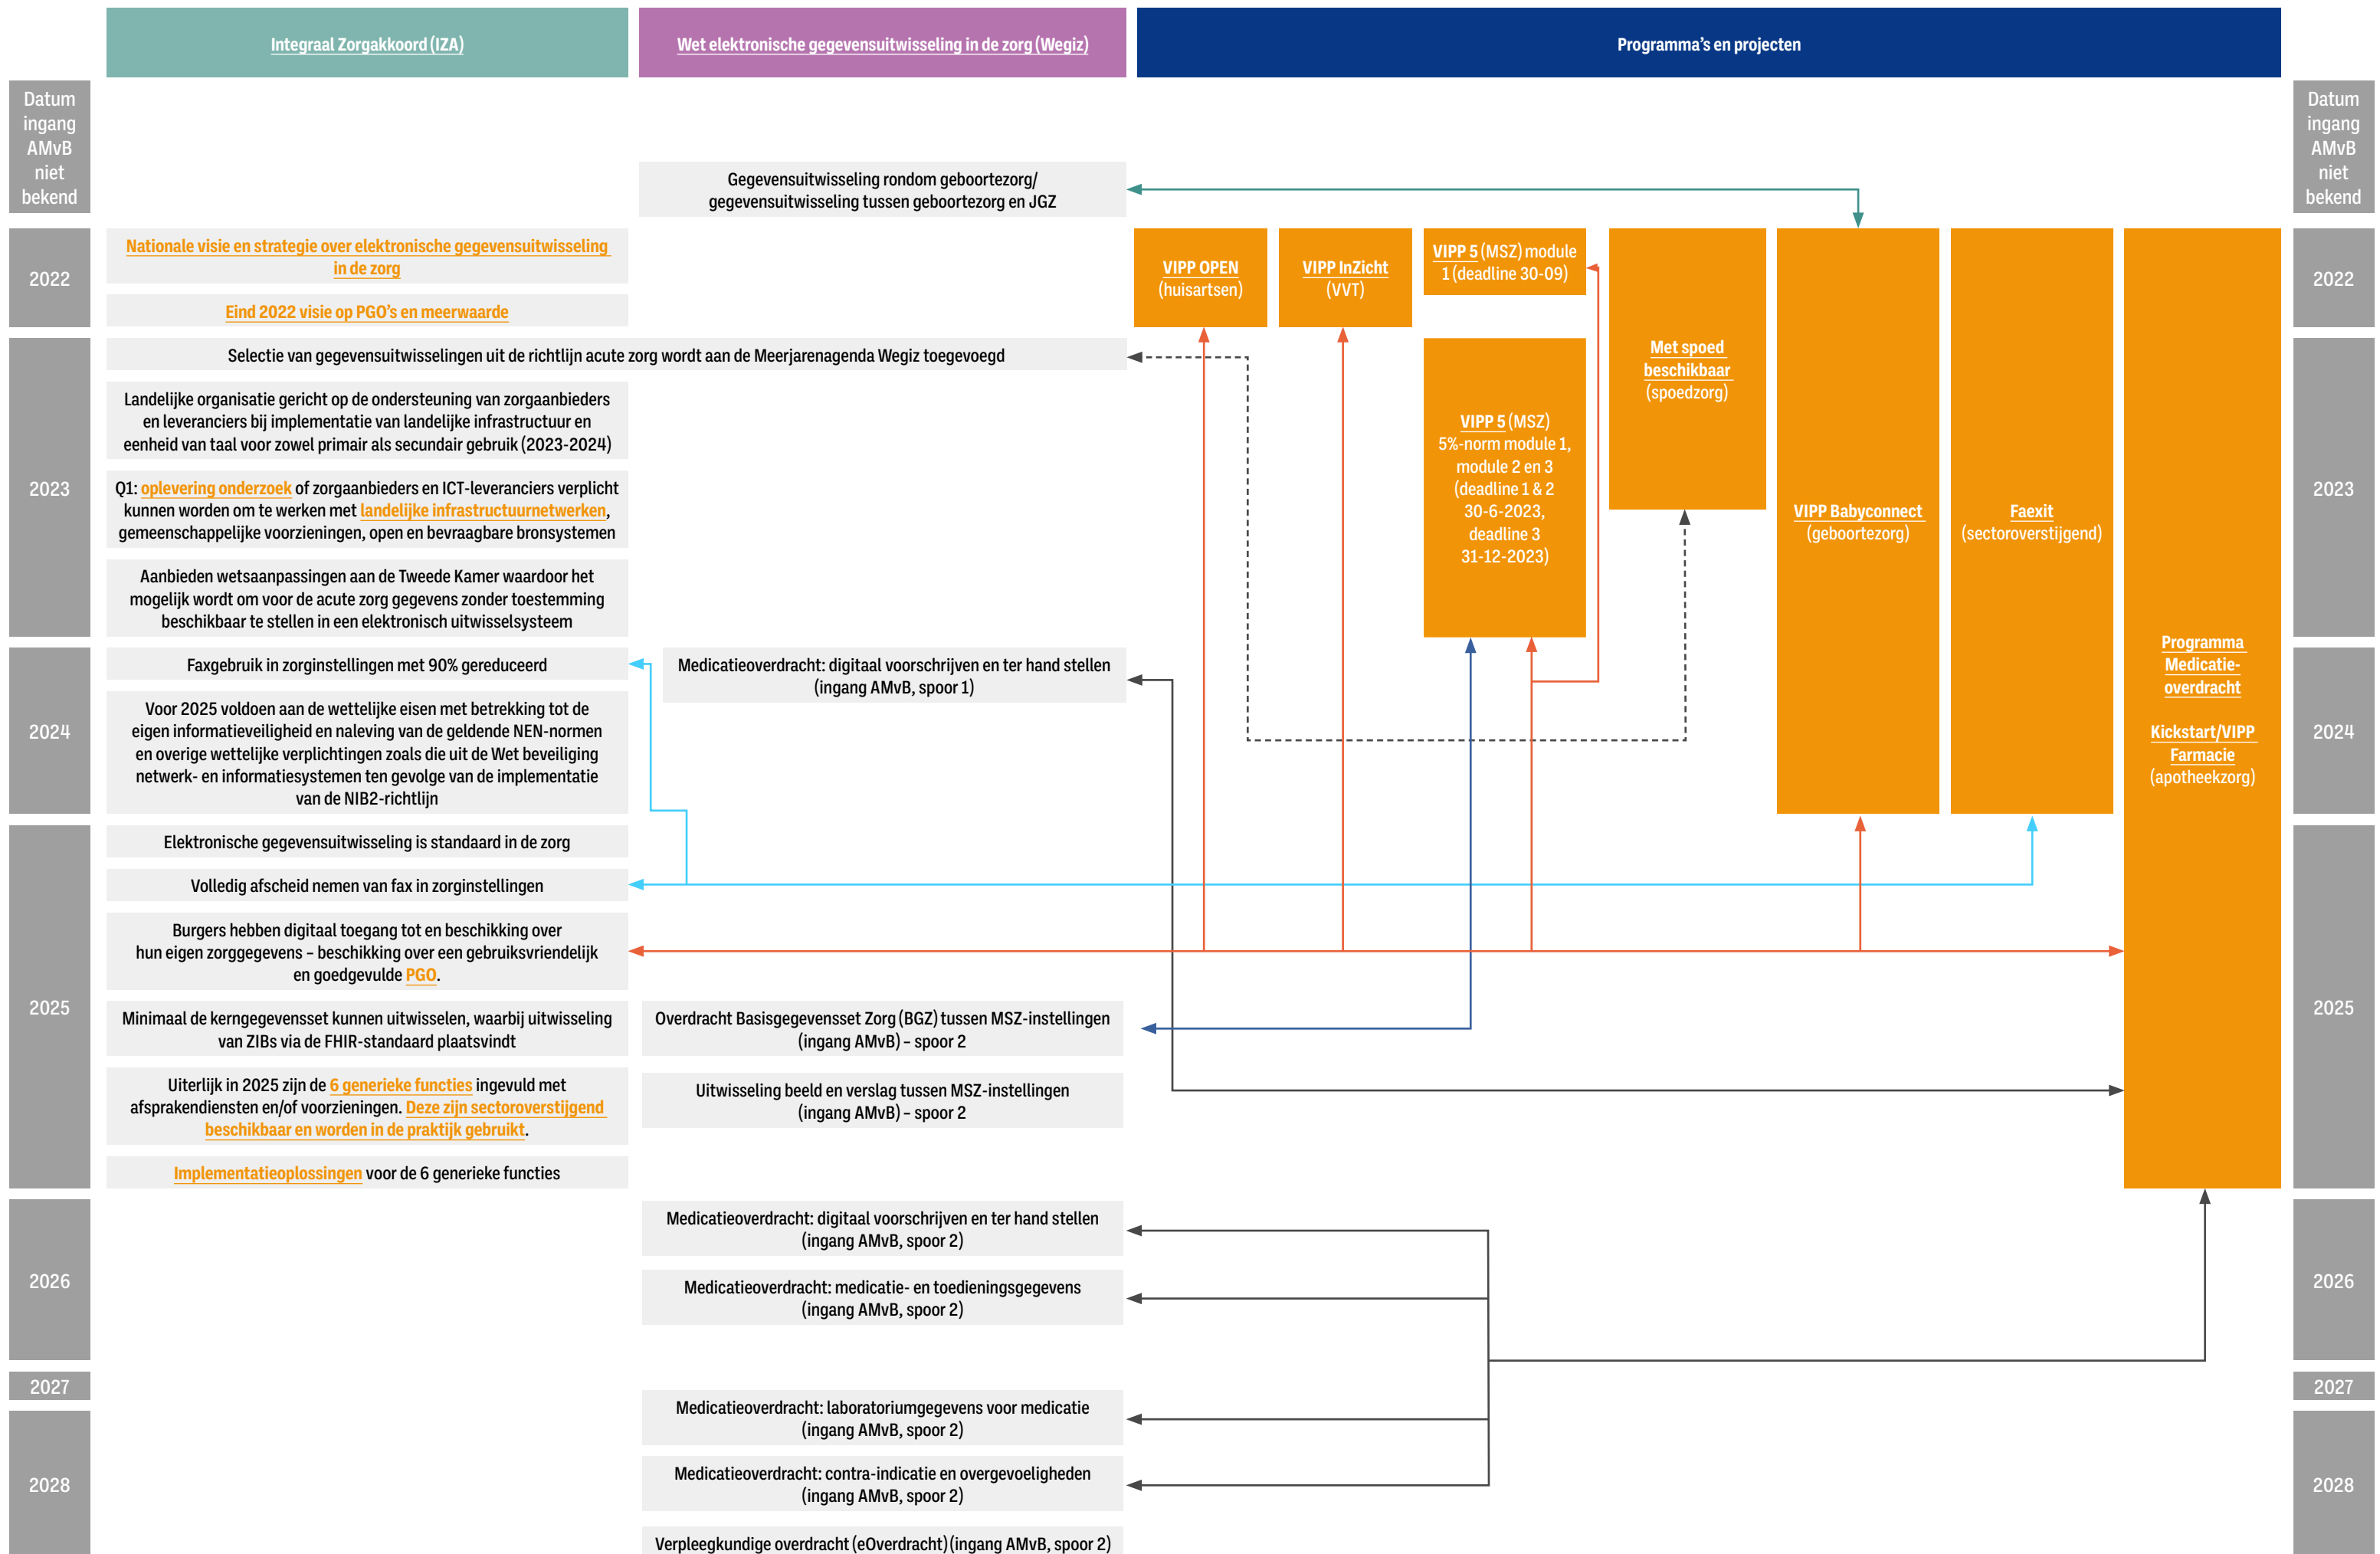 Integraal Zorgakkoord (IZA)
Wet elektronische gegevensuitwisseling in de zorg (Wegiz)
Programma's en projecten
Datum
ingang
AMvB
niet
bekend
Datum
ingang
AMvB
niet
bekend
Gegevensuitwisseling rondom geboortezorg/
gegevensuitwisseling tussen geboortezorg en JGZ
2022
Nationale visie en strategie over elektronische gegevensuitwisseling
in de zorg
Eind 2022 visie op PGO's en meerwaarde
VIPP OPEN
(huisartsen)
VIPP InZicht
(VVT)
VIPP 5 (MSZ) module
1 (deadline 30-09)
2022
2023
Selectie van gegevensuitwisselingen uit de richtlijn acute zorg wordt aan de Meerjarenagenda Wegiz toegevoegd
Landelijke organisatie gericht op de ondersteuning van zorgaanbieders
en leveranciers bij implementatie van landelijke infrastructuur en
eenheid van taal voor zowel primair als secundair gebruik (2023-2024)
Q1: oplevering onderzoek of zorgaanbieders en ICT-leveranciers verplicht
kunnen worden om te werken met landelijke infrastructuurnetwerken,
gemeenschappelijke voorzieningen, open en bevraagbare bronsystemen
Aanbieden wetsaanpassingen aan de Tweede Kamer waardoor het
mogelijk wordt om voor de acute zorg gegevens zonder toestemming
beschikbaar te stellen in een elektronisch uitwisselsysteem
VIPP 5 (MSZ)
5%-norm module 1,
module 2 en 3
(deadline 1 & 2
30-6-2023,
deadline 3
31-12-2023)
Met spoed
beschikbaar
(spoedzorg)
VIPP Babyconnect
(geboortezorg)
Faexit
(sectoroverstijgend)
Programma
Medicatie-
overdracht
Kickstart/VIPP
Farmacie
(apotheekzorg)
2023
2024
Faxgebruik in zorginstellingen met 90% gereduceerd
Voor 2025 voldoen aan de wettelijke eisen met betrekking tot de
eigen informatieveiligheid en naleving van de geldende NEN-normen
en overige wettelijke verplichtingen zoals die uit de Wet beveiliging
netwerk- en informatiesystemen ten gevolge van de implementatie
van de NIB2-richtlijn
Medicatieoverdracht: digitaal voorschrijven en ter hand stellen
(ingang AMvB, spoor 1)
2024
2025
Elektronische gegevensuitwisseling is standaard in de zorg
Volledig afscheid nemen van fax in zorginstellingen
Burgers hebben digitaal toegang tot en beschikking over
hun eigen zorggegevens – beschikking over een gebruiksvriendelijk
en goedgevulde PGO.
Minimaal de kerngegevensset kunnen uitwisselen, waarbij uitwisseling
van ZIBs via de FHIR-standaard plaatsvindt
Uiterlijk in 2025 zijn de 6 generieke functies ingevuld met
afsprakendiensten en/of voorzieningen. Deze zijn sectoroverstijgend
beschikbaar en worden in de praktijk gebruikt.
Implementatieoplossingen voor de 6 generieke functies
Overdracht Basisgegevensset Zorg (BGZ) tussen MSZ-instellingen
(ingang AMvB) – spoor 2
Uitwisseling beeld en verslag tussen MSZ-instellingen
(ingang AMvB) – spoor 2
2025
2026
Medicatieoverdracht: digitaal voorschrijven en ter hand stellen
(ingang AMvB, spoor 2)
Medicatieoverdracht: medicatie- en toedieningsgegevens
(ingang AMvB, spoor 2)
2026
2027
2027
Medicatieoverdracht: laboratoriumgegevens voor medicatie
(ingang AMvB, spoor 2)
2028
Medicatieoverdracht: contra-indicatie en overgevoeligheden
(ingang AMvB, spoor 2)
Verpleegkundige overdracht (eOverdracht) (ingang AMvB, spoor 2)
2028